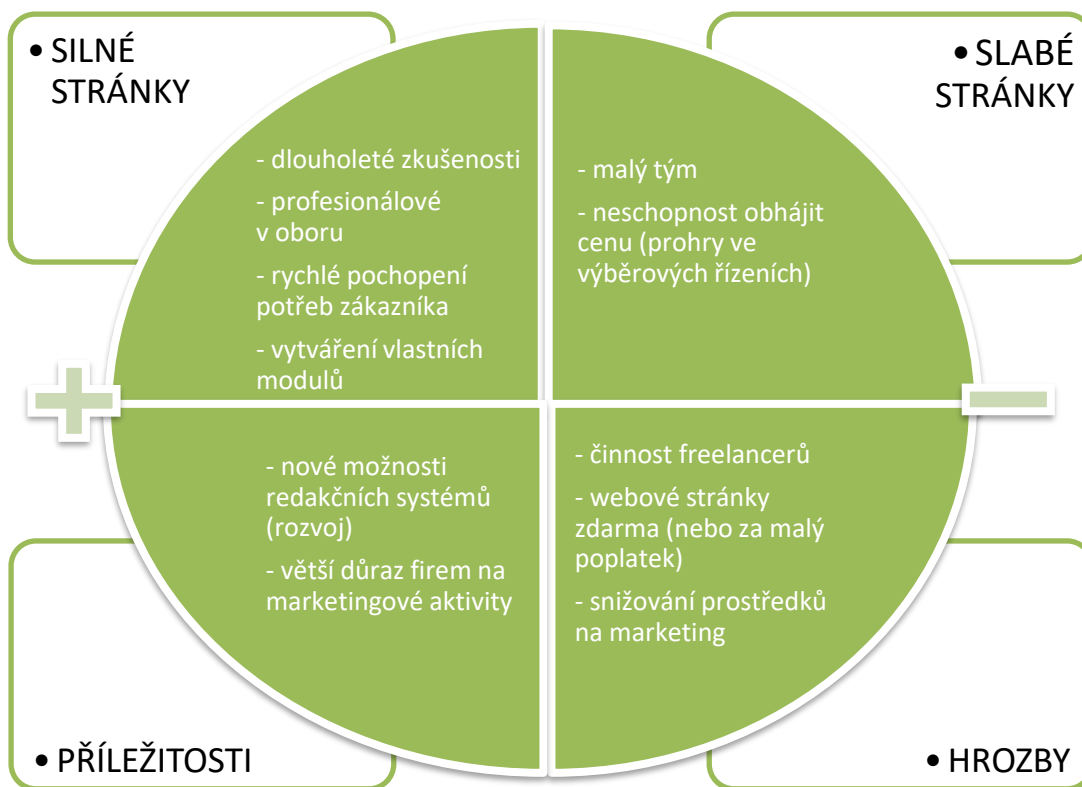 • SILNÉ
STRÁNKY
• SLABÉ
STRÁNKY
- dlouholeté zkušenosti
- profesionálové
v oboru
- rychlé pochopení
potřeb zákazníka
- vytváření vlastních
modulů
- malý tým
- neschopnost obhájit
cenu (prohry ve
výběrových řízeních)
- nové možnosti
redakčních systémů
(rozvoj)
- větší důraz firem na
marketingové aktivity
- činnost freelancerů
- webové stránky
zdarma (nebo za malý
poplatek)
- snižování prostředků
na marketing
• PŘÍLEŽITOSTI
• HROZBY